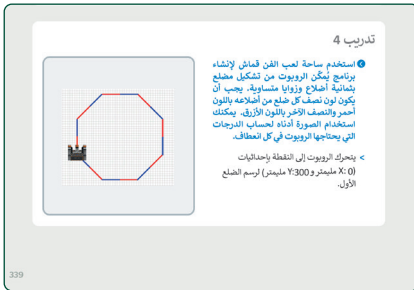 تدريب 4
استخدم ساحة لعب الفن قماش لإنشاء
برنامج يُمكّن الروبوت من تشكيل مضلع
بثمانية أضلاع وزوايا متساوية. يجب أن
يكون لون نصف كل ضلع من أضلاعه باللون
أحمر والنصف الآخر باللون الأزرق. يمكنك
استخدام الصورة أدناه لحساب الدرجات
التي يحتاجها الروبوت في كل انعطاف.
> يتحرك الروبوت إلى النقطة بإحداثيات
(X: 0 مليمتر و Y:300 مليمتر) لرسم الضلع
الأول.
339